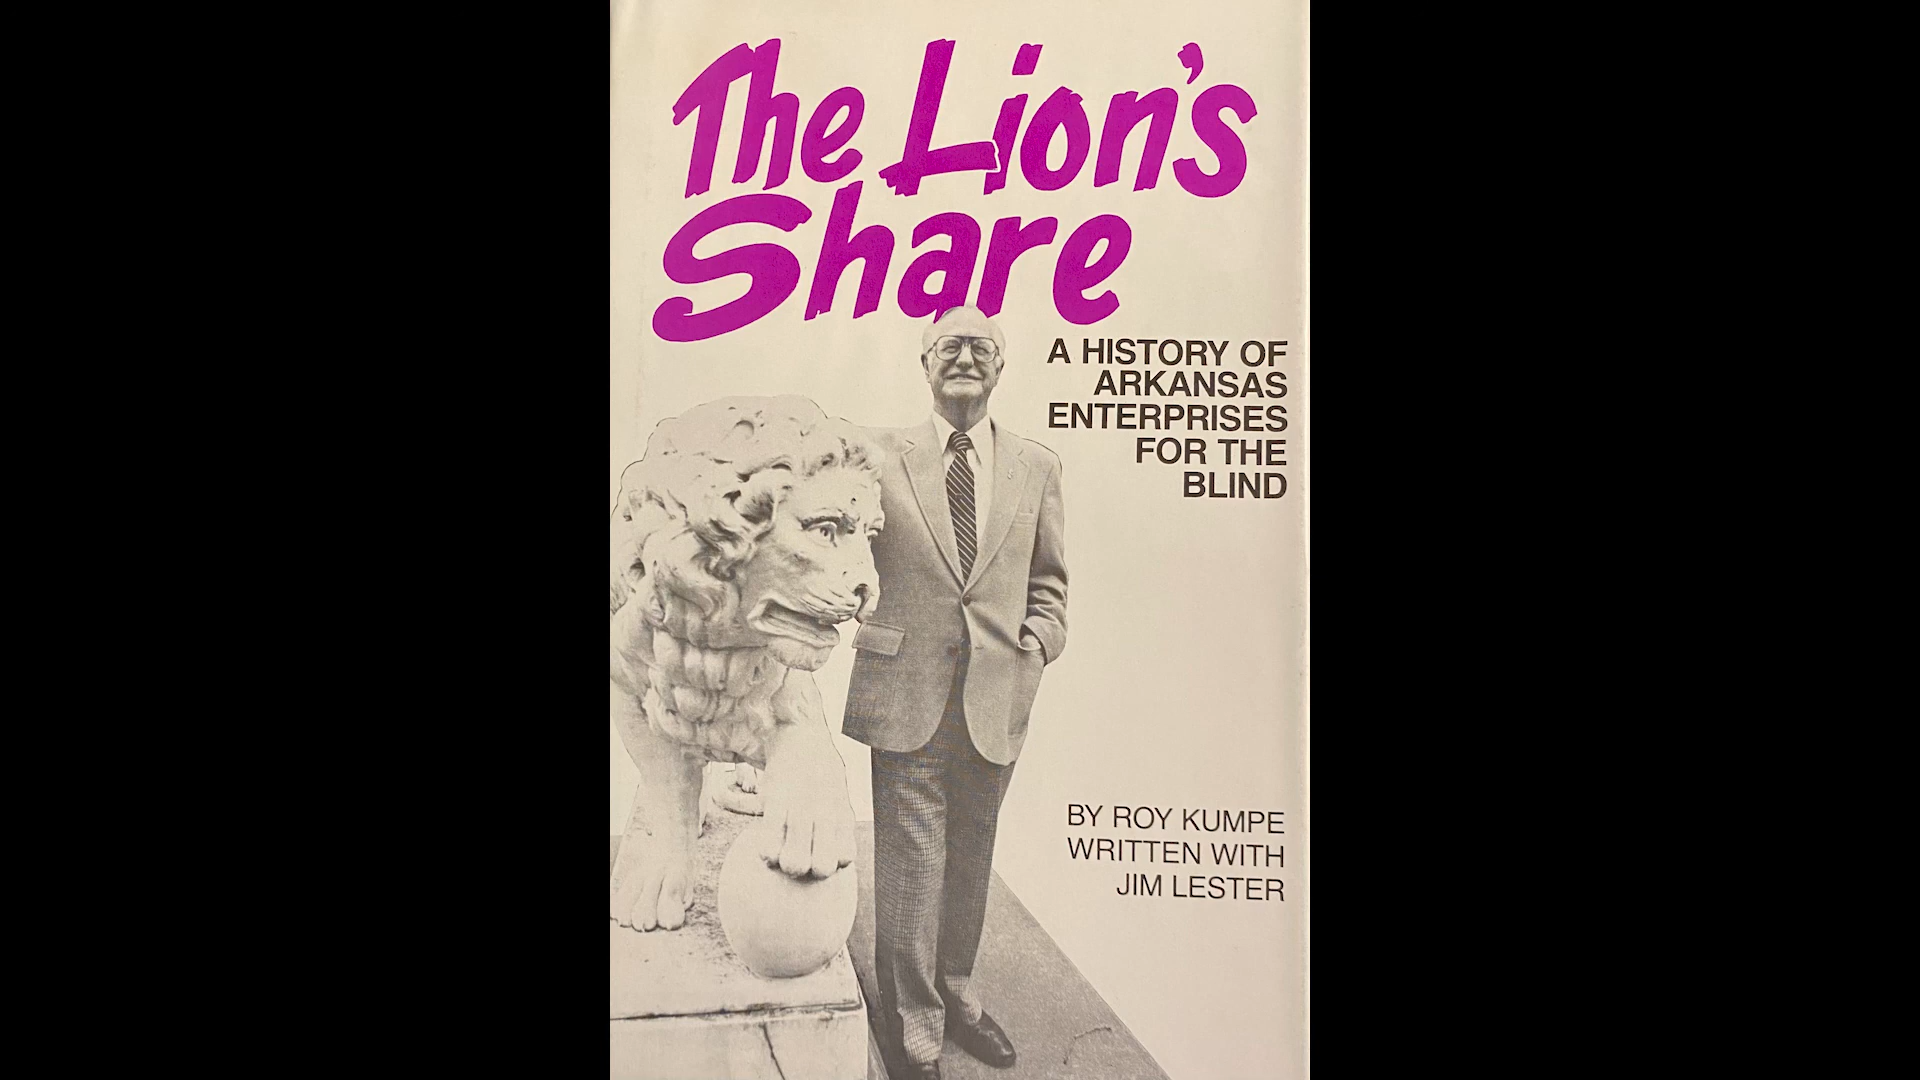 The Lion's
Share
A HISTORY OF
ARKANSAS
ENTERPRISES
FOR THE
BLIND
BY ROY KUMPE
WRITTEN WITH
JIM LESTER